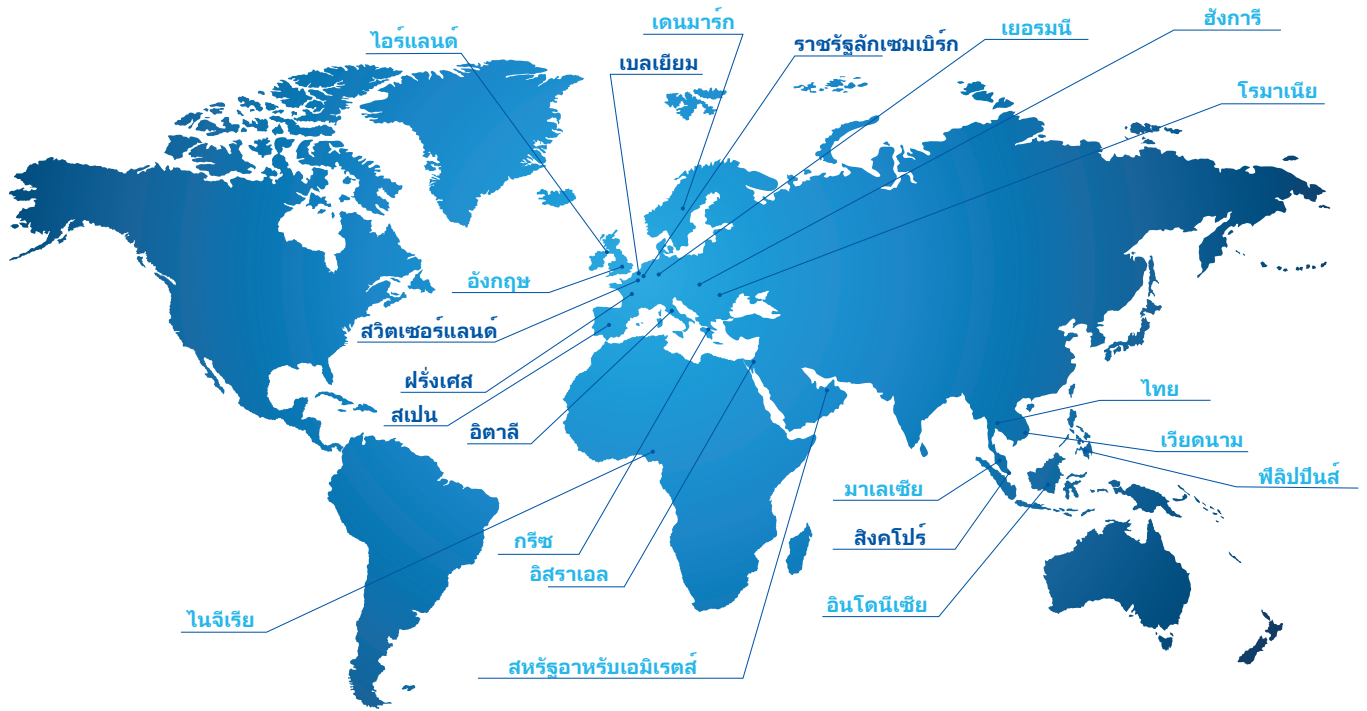 ฮังการี
เดนมาร์ก
เยอรมนี
ไอร์แลนด์
ราชรัฐลักเซมเบิร์ก
เบลเยียม
โรมาเนีย
อังกฤษ
สวิตเซอร์แลนด์
ฝรั่งเศส
ไทย
สเปน
อิตาลี
เวียดนาม
ฟิลิปปินส์
มาเลเซีย
สิงคโปร์
กรีซ
อิสราเอล
อินโดนีเซีย
ไนจีเรีย
สหรัฐอาหรับเอมิเรตส์